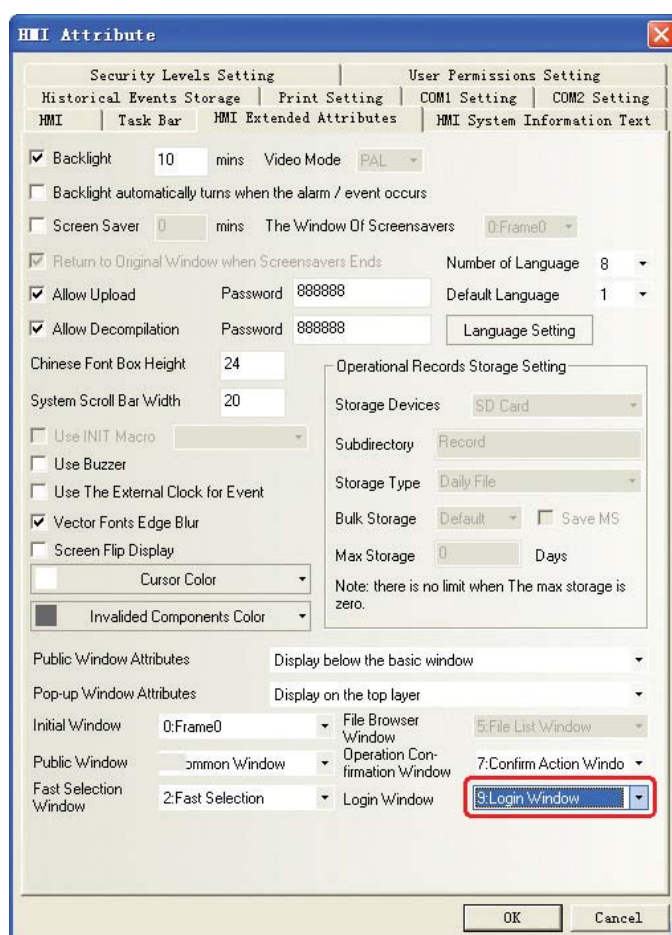 HMI Attribute
Security Levels Setting User Permissions Setting
Historical Events Storage Print Setting COM1 Setting COM2 Setting
HMI Task Bar HMI Extended Attributes HMI System Information Text
Backlight 10 mins Video Mode PAL
Backlight automatically turns when the alarm / event occurs
Screen Saver 0 mins The Window Of Screensavers 0:Frame0
Return to Original Window when Screensavers Ends Number of Language 8
Allow Upload Password 888888 Default Language 1
Allow Decompilation Password 888888 Language Setting
Chinese Font Box Height 24 Operational Records Storage Setting
System Scroll Bar Width 20 Storage Devices SD Card
Use INIT Macro Subdirectory Record
Use Buzzer
Use The External Clock for Event Storage Type Daily File
Vector Fonts Edge Blur Bulk Storage Default Save MS
Screen Flip Display Max Storage 0 Days
Cursor Color Note: there is no limit when The max storage is
Invalided Components Color zero.
Public Window Attributes Display below the basic window
Pop-up Window Attributes Display on the top layer
Initial Window 0:Frame0 File Browser
Window 5:File List Window
Public Window ommon Window Operation Con-
firmation Window 7:Confirm Action Windo
Fast Selection
Window 2:Fast Selection Login Window 9:Login Window
OK Cancel